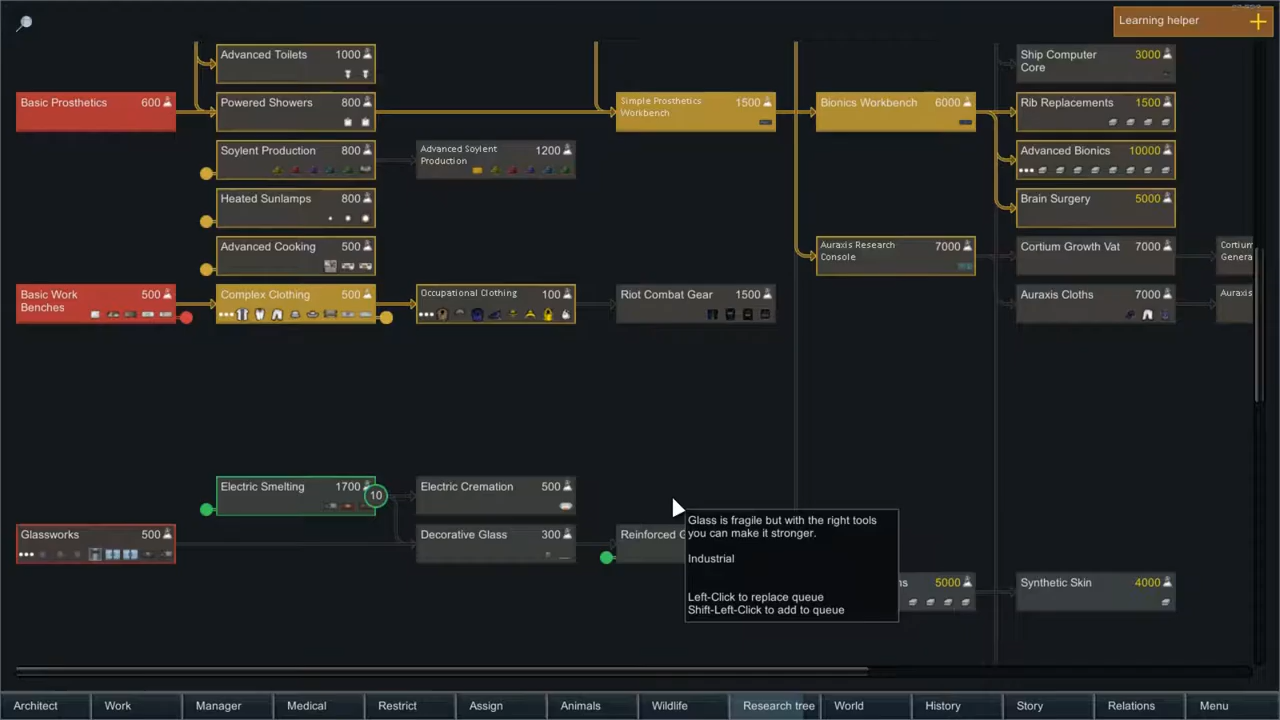 Learning helper
Advanced Toilets 1000
Ship Computer Core 3000
Basic Prosthetics 600
Powered Showers 800
Simple Prosthetics Workbench 1500
Bionics Workbench 6000
Rib Replacements 1500
Soylent Production 800
Advanced Soylent Production 1200
Advanced Bionics 10000
Heated Sunlamps 800
Brain Surgery 5000
Advanced Cooking 500
Auraxis Research Console 7000
Cortium Growth Vat 7000
Cortium
Genera
Basic Work Benches 500
Complex Clothing 500
Occupational Clothing 100
Riot Combat Gear 1500
Auraxis Cloths 7000
Auraxis
Electric Smelting 1700
10
Electric Cremation 500
Glassworks 500
Decorative Glass 300
Reinforced G
Glass is fragile but with the right tools
you can make it stronger.
Industrial
Left-Click to replace queue
Shift-Left-Click to add to queue
ns 5000
Synthetic Skin 4000
Architect
Work
Manager
Medical
Restrict
Assign
Animals
Wildlife
Research tree
World
History
Story
Relations
Menu